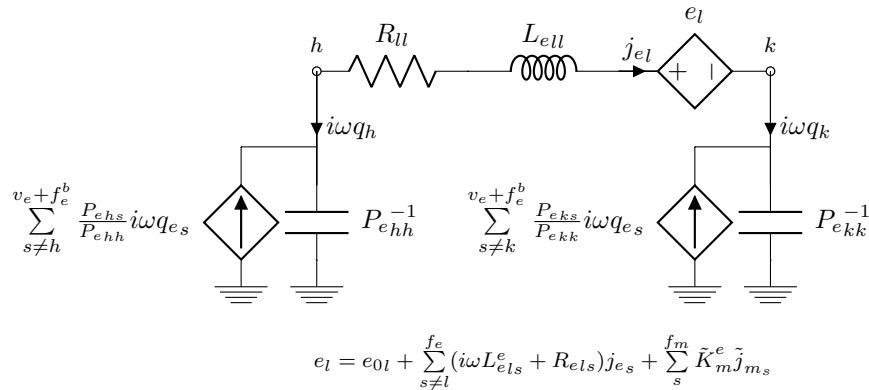 e_l
h R_{ll} L_{ell} j_{e_l} + − k
iωq_h iωq_k
\sum_{s≠h}^{v_e+f_e^b} \frac{P_{ehs}}{P_{ehh}} iωq_{e_s} P_{e_{hh}}^{-1} \sum_{s≠k}^{v_e+f_e^b} \frac{P_{eks}}{P_{ekk}} iωq_{e_s} P_{e_{kk}}^{-1}
e_l = e_{0l} + \sum_{s≠l}^{f_e} (iωL_{els}^e + R_{els}) j_{e_s} + \sum_{s}^{f_m} \tilde{K}_m^e \tilde{j}_{m_s}